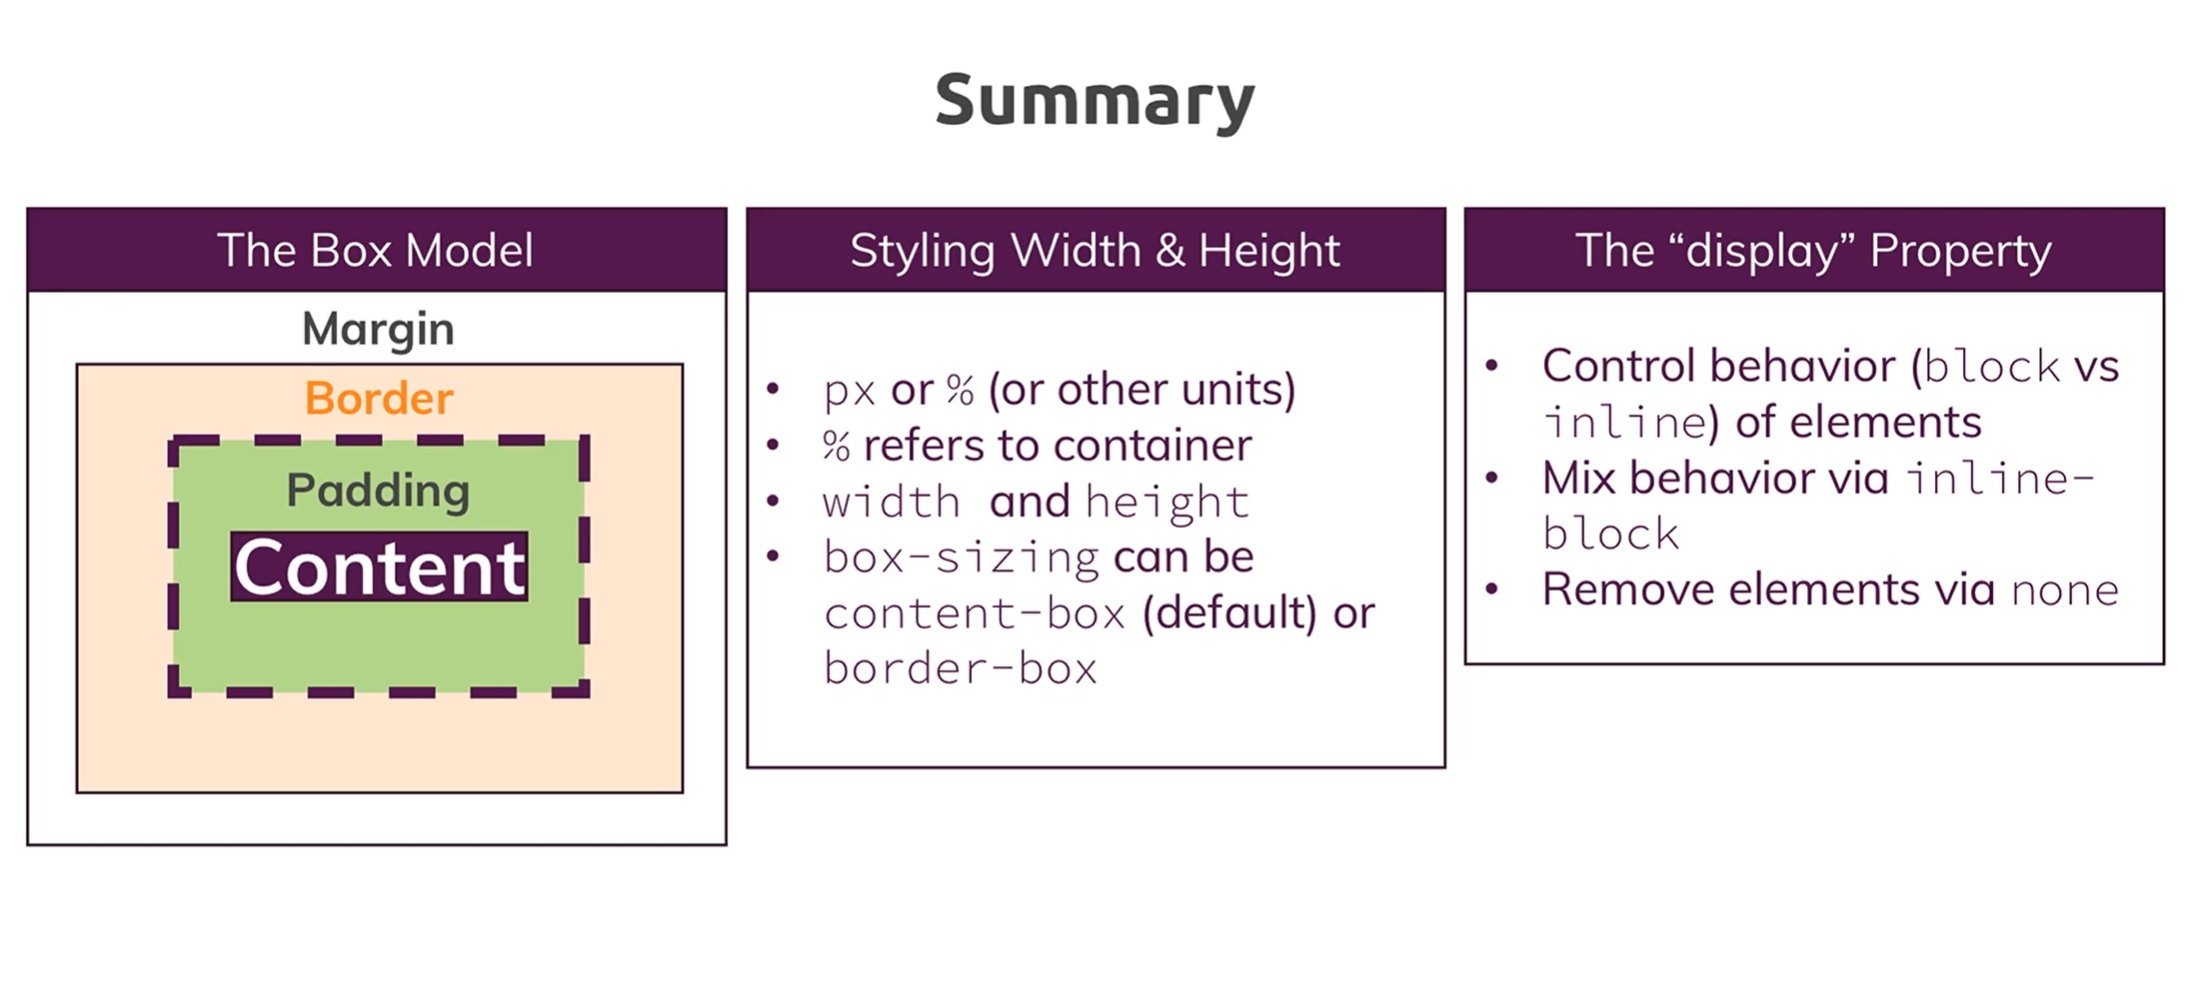 Summary
The Box Model
Margin
Border
Padding
Content
Styling Width & Height
• px or % (or other units)
• % refers to container
• width and height
• box-sizing can be
content-box (default) or
border-box
The “display” Property
• Control behavior (block vs
inline) of elements
• Mix behavior via inline-
block
• Remove elements via none